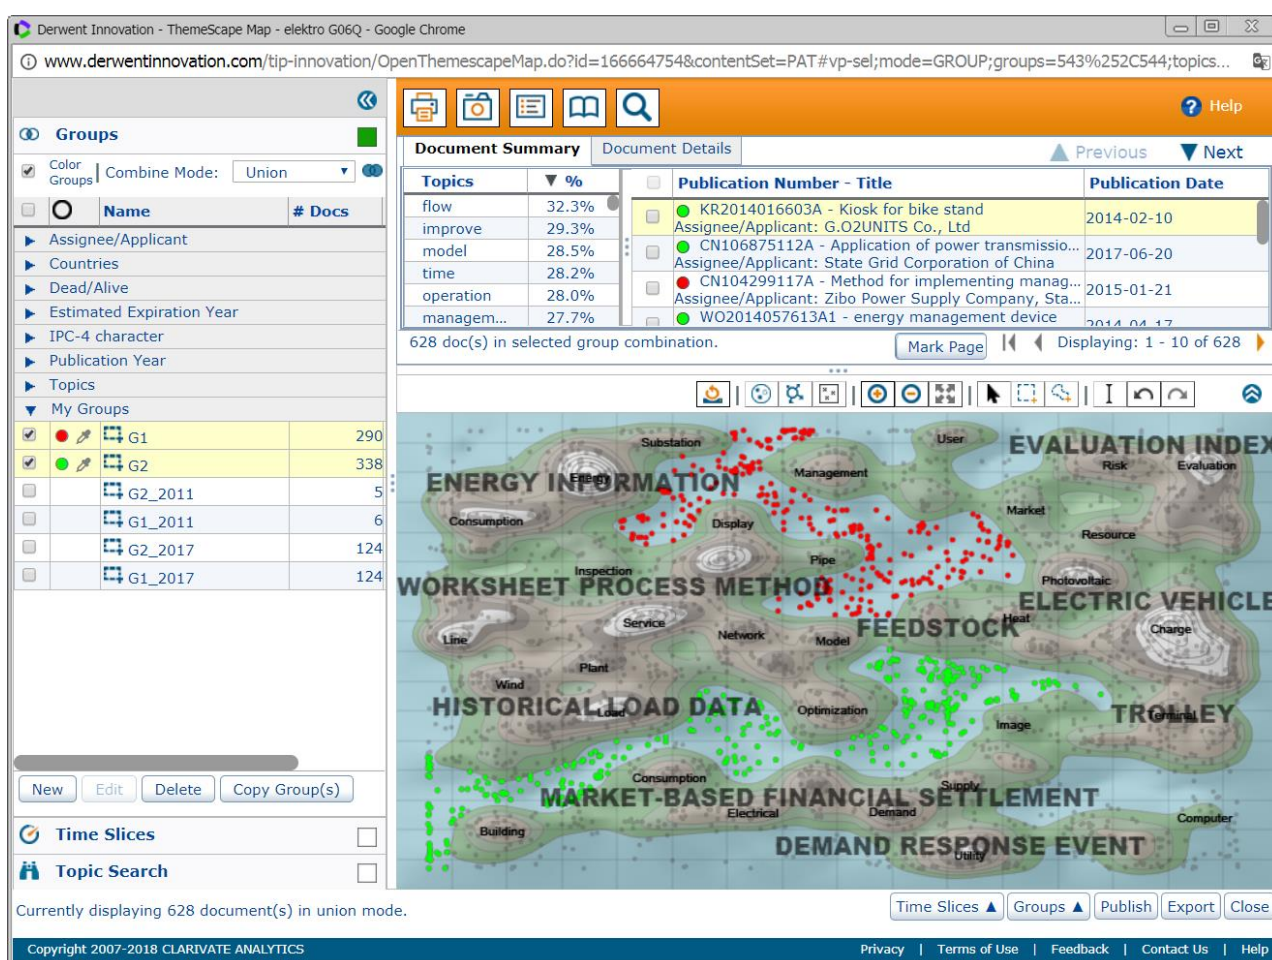 Derwent Innovation - ThemeScape Map - elektro G06Q - Google Chrome
www.derwentinnovation.com/tip-innovation/OpenThemescapeMap.do?id=166664754&contentSet=PAT#vp-sel;mode=GROUP;groups=543%252C544;topics...
Groups
Color Groups
Combine Mode: Union
Name # Docs
Assignee/Applicant
Countries
Dead/Alive
Estimated Expiration Year
IPC-4 character
Publication Year
Topics
My Groups
G1 290
G2 338
G2_2011 5
G1_2011 6
G2_2017 124
G1_2017 124
New Edit Delete Copy Group(s)
Time Slices
Topic Search
Help
Document Summary Document Details Previous Next
Topics %
flow 32.3%
improve 29.3%
model 28.5%
time 28.2%
operation 28.0%
managem... 27.7%
Publication Number - Title Publication Date
KR2014016603A - Kiosk for bike stand
Assignee/Applicant: G.O2UNITS Co., Ltd
2014-02-10
CN106875112A - Application of power transmissio...
Assignee/Applicant: State Grid Corporation of China
2017-06-20
CN104299117A - Method for implementing manag...
Assignee/Applicant: Zibo Power Supply Company, Sta...
2015-01-21
WO2014057613A1 - energy management device
2014-04-17
628 doc(s) in selected group combination. Mark Page Displaying: 1 - 10 of 628
Substation User EVALUATION INDEX
Risk Evaluation
Management
ENERGY INFORMATION
Energy
Consumption Display Market
Resource
Pipe
Inspection Photovoltaic
WORKSHEET PROCESS METHOD
ELECTRIC VEHICLE
Heat
Service FEEDSTOCK Charge
Line Network Model
Plant
Wind
HISTORICAL LOAD DATA
Load Optimization TROLLEY
Terminal
Image
Consumption Supply
MARKET-BASED FINANCIAL SETTLEMENT
Electrical Demand
Computer
Building
DEMAND RESPONSE EVENT
Utility
Currently displaying 628 document(s) in union mode. Time Slices Groups Publish Export Close
Copyright 2007-2018 CLARIVATE ANALYTICS Privacy | Terms of Use | Feedback | Contact Us | Help